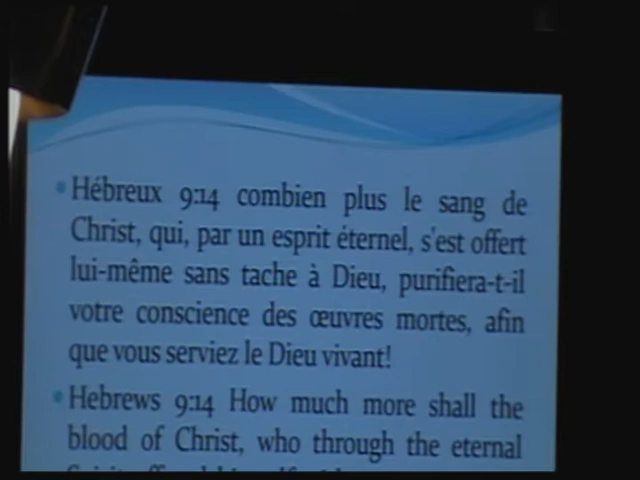 Hébreux 9:14 combien plus le sang de
Christ, qui, par un esprit éternel, s'est offert
lui-même sans tache à Dieu, purifiera-t-il
votre conscience des œuvres mortes, afin
que vous serviez le Dieu vivant!
Hebrews 9:14 How much more shall the
blood of Christ, who through the eternal